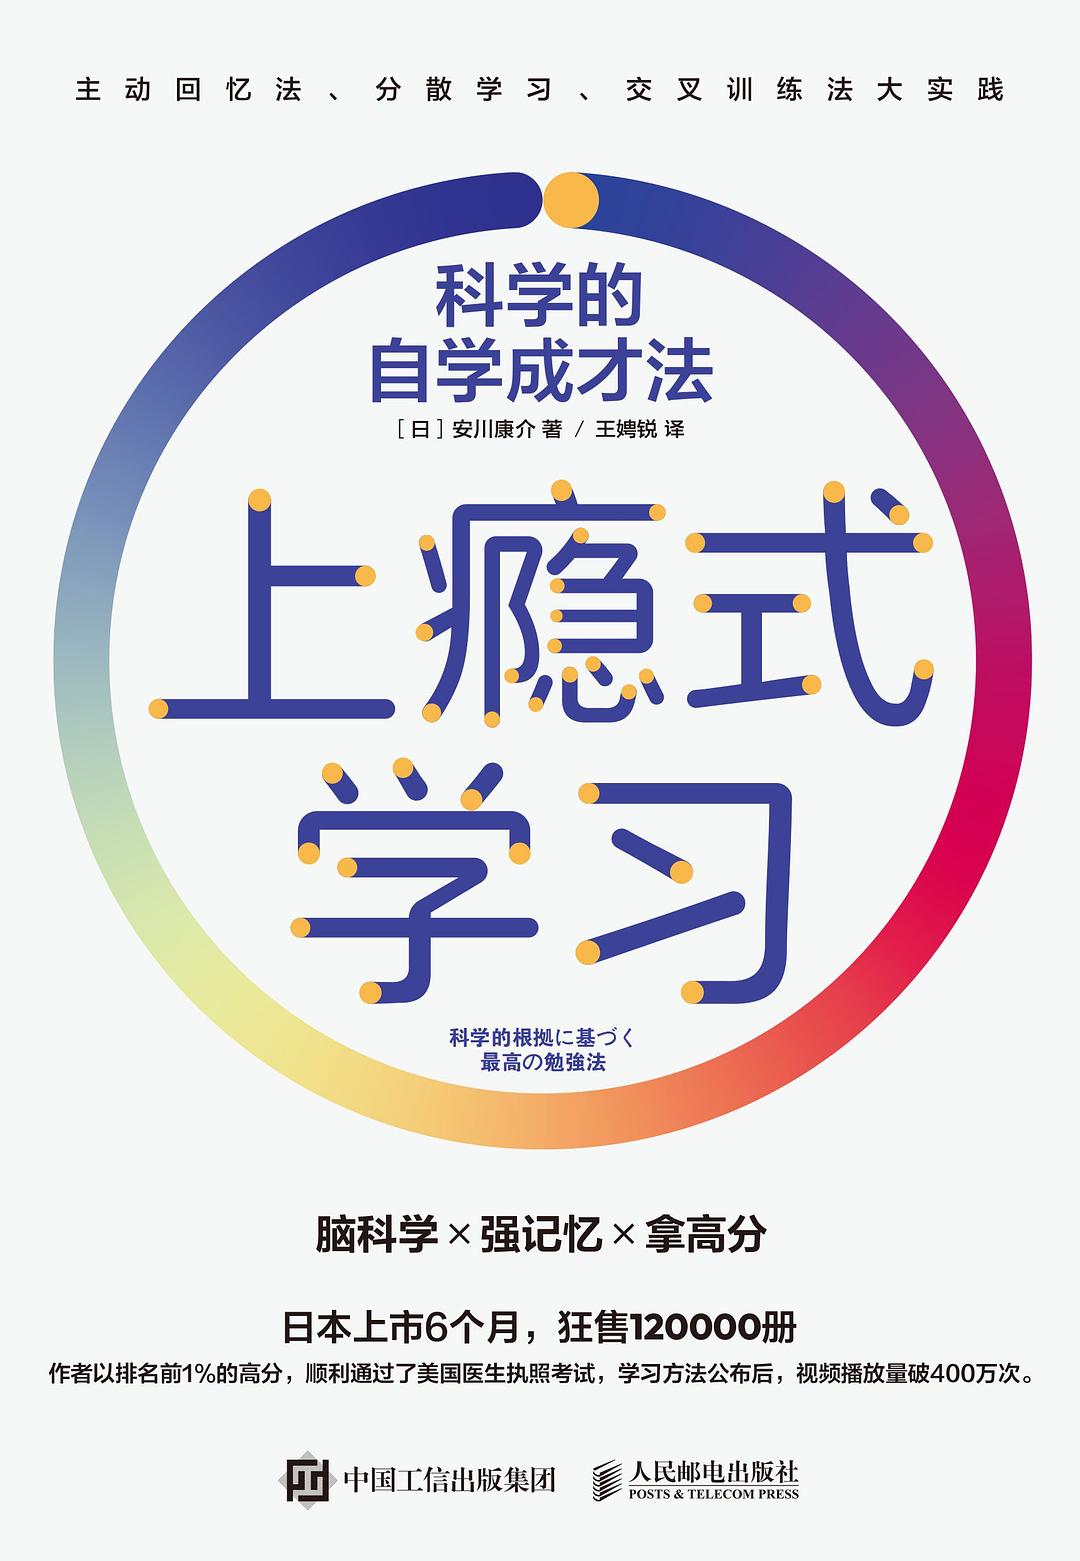 主动回忆法、分散学习、交叉训练法大实践
科学的
自学成才法
［日］安川康介 著 / 王娉锐 译
上瘾式
学习
科学的根拠に基づく
最高の勉強法
脑科学×强记忆×拿高分
日本上市6个月，狂售120000册
作者以排名前1%的高分，顺利通过了美国医生执照考试，学习方法公布后，视频播放量破400万次。
中国工信出版集团 人民邮电出版社
POSTS & TELECOM PRESS